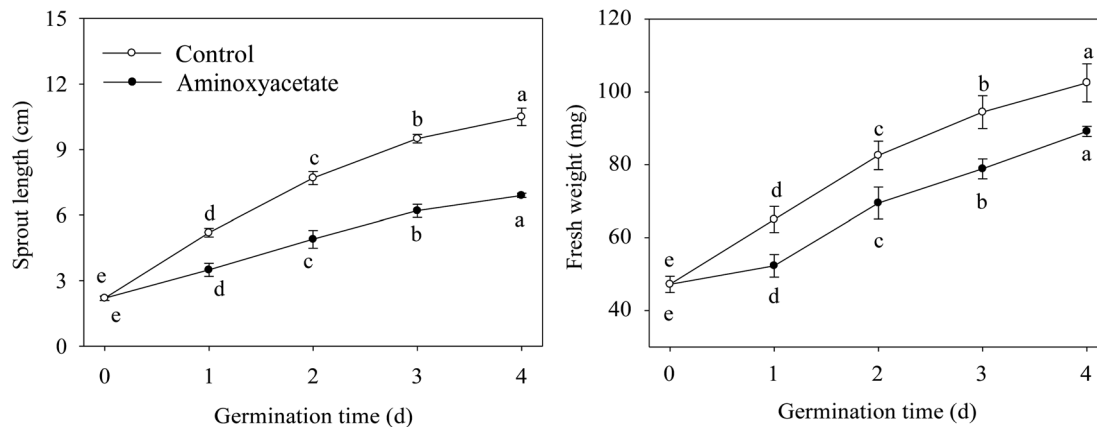 15
12
9
6
3
0
Sprout length (cm)
Control
Aminoxyacetate
e
d
c
b
a
e
d
c
b
a
0 1 2 3 4
Germination time (d)
120
100
80
60
40
Fresh weight (mg)
e
d
c
b
a
e
d
c
b
a
0 1 2 3 4
Germination time (d)